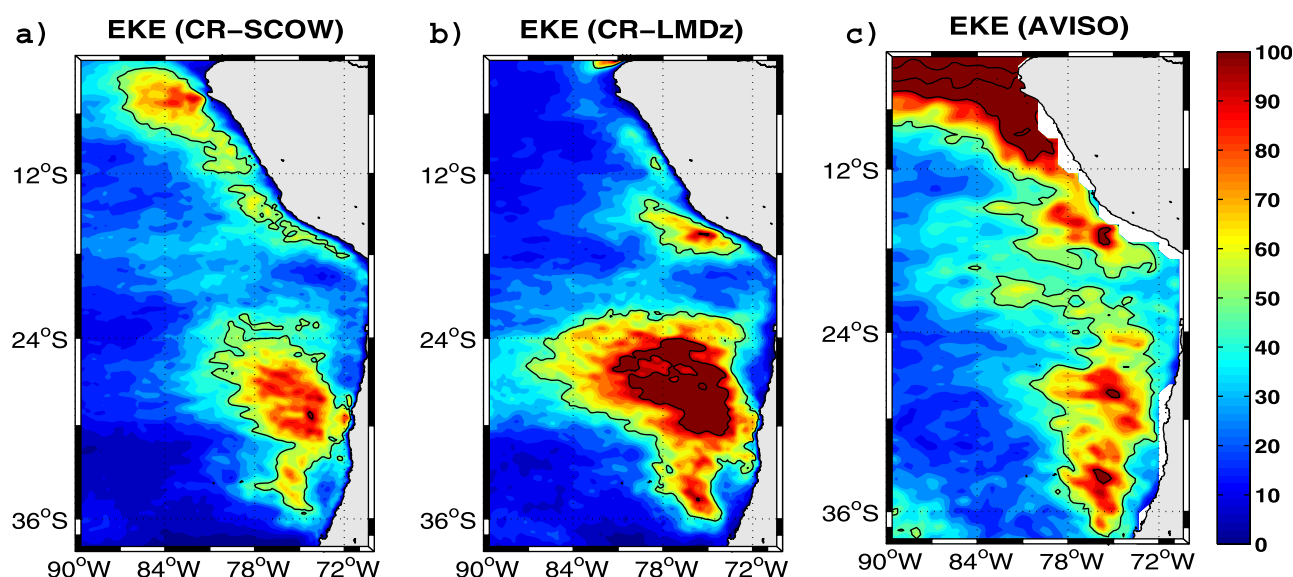 a) EKE (CR−SCOW)
b) EKE (CR−LMDz)
c) EKE (AVISO)
12°S
24°S
36°S
90°W 84°W 78°W 72°W
12°S
24°S
36°S
90°W 84°W 78°W 72°W
12°S
24°S
36°S
90°W 84°W 78°W 72°W
100
90
80
70
60
50
40
30
20
10
0